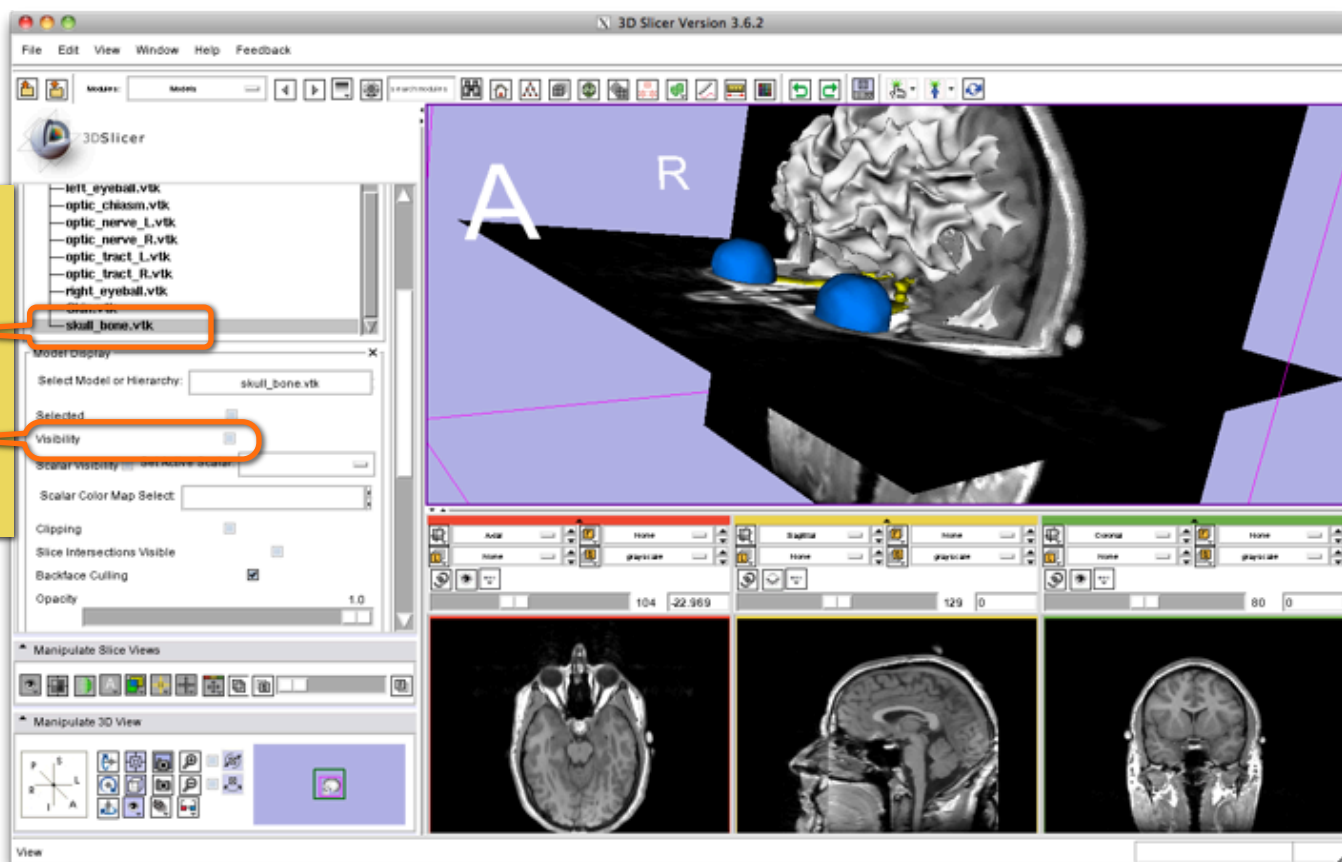 3D Slicer Version 3.6.2
File Edit View Window Help Feedback
Modules: Models search modules
3DSlicer
left_eyeball.vtk
optic_chiasm.vtk
optic_nerve_L.vtk
optic_nerve_R.vtk
optic_tract_L.vtk
optic_tract_R.vtk
right_eyeball.vtk
skull_bone.vtk
Model Display
Select Model or Hierarchy: skull_bone.vtk
Selected
Visibility
Scalar Visibility Set Active Scalar:
Scalar Color Map Select:
Clipping
Slice Intersections Visible
Backface Culling
Opacity 1.0
Manipulate Slice Views
Manipulate 3D View
P S L
R I A
A R
Axial None
None grayscale
104 -22.969
Sagittal None
None grayscale
129 0
Coronal None
None grayscale
80 0
View